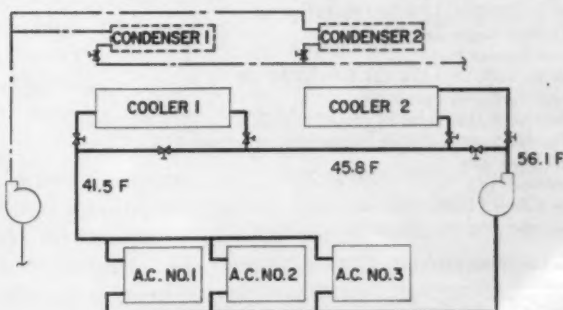 CONDENSER 1
CONDENSER 2
COOLER 1
COOLER 2
45.8 F
56.1 F
41.5 F
A.C. NO.1
A.C. NO.2
A.C. NO.3